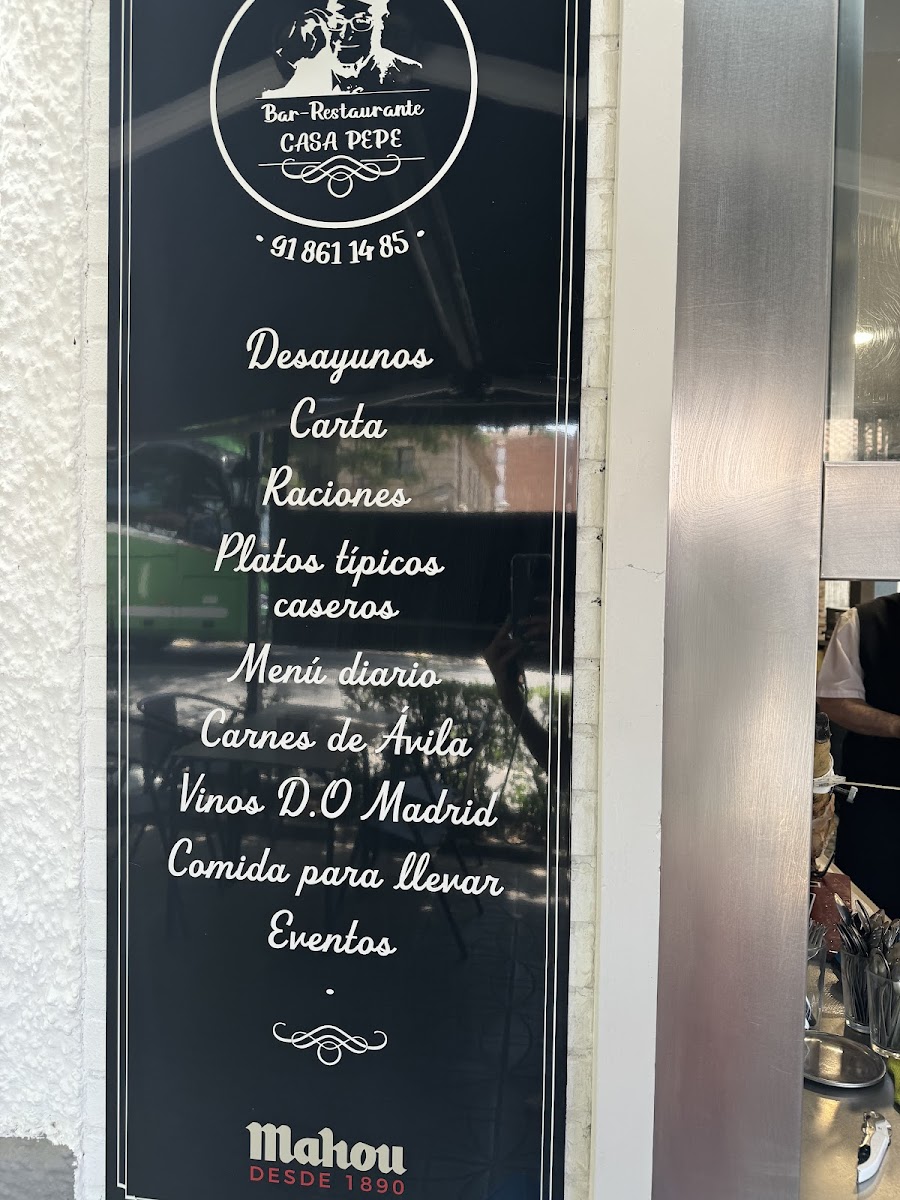 Bar-Restaurante
CASA PEPE
· 91 861 14 85 ·
Desayunos
Carta
Raciones
Platos típicos
caseros
Menú diario
Carnes de Ávila
Vinos D.O Madrid
Comida para llevar
Eventos
Mahou
DESDE 1890